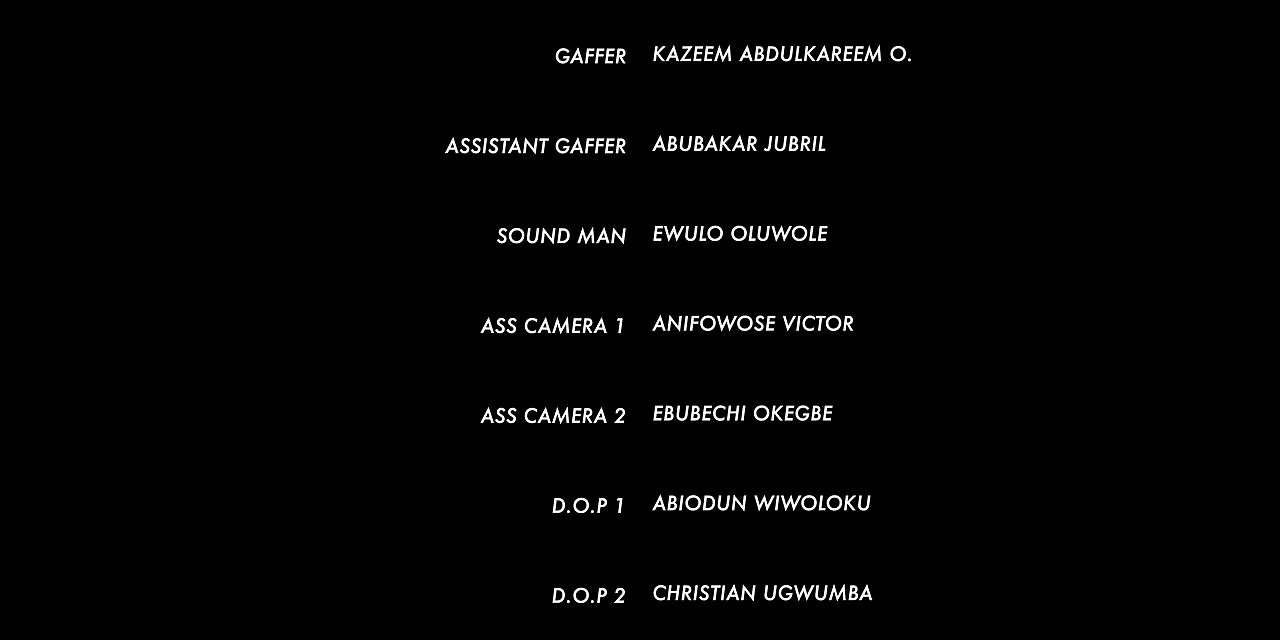 GAFFER KAZEEM ABDULKAREEM O.
ASSISTANT GAFFER ABUBAKAR JUBRIL
SOUND MAN EWULO OLUWOLE
ASS CAMERA 1 ANIFOWOSE VICTOR
ASS CAMERA 2 EBUBECHI OKEGBE
D.O.P 1 ABIODUN WIWOLOKU
D.O.P 2 CHRISTIAN UGWUMBA